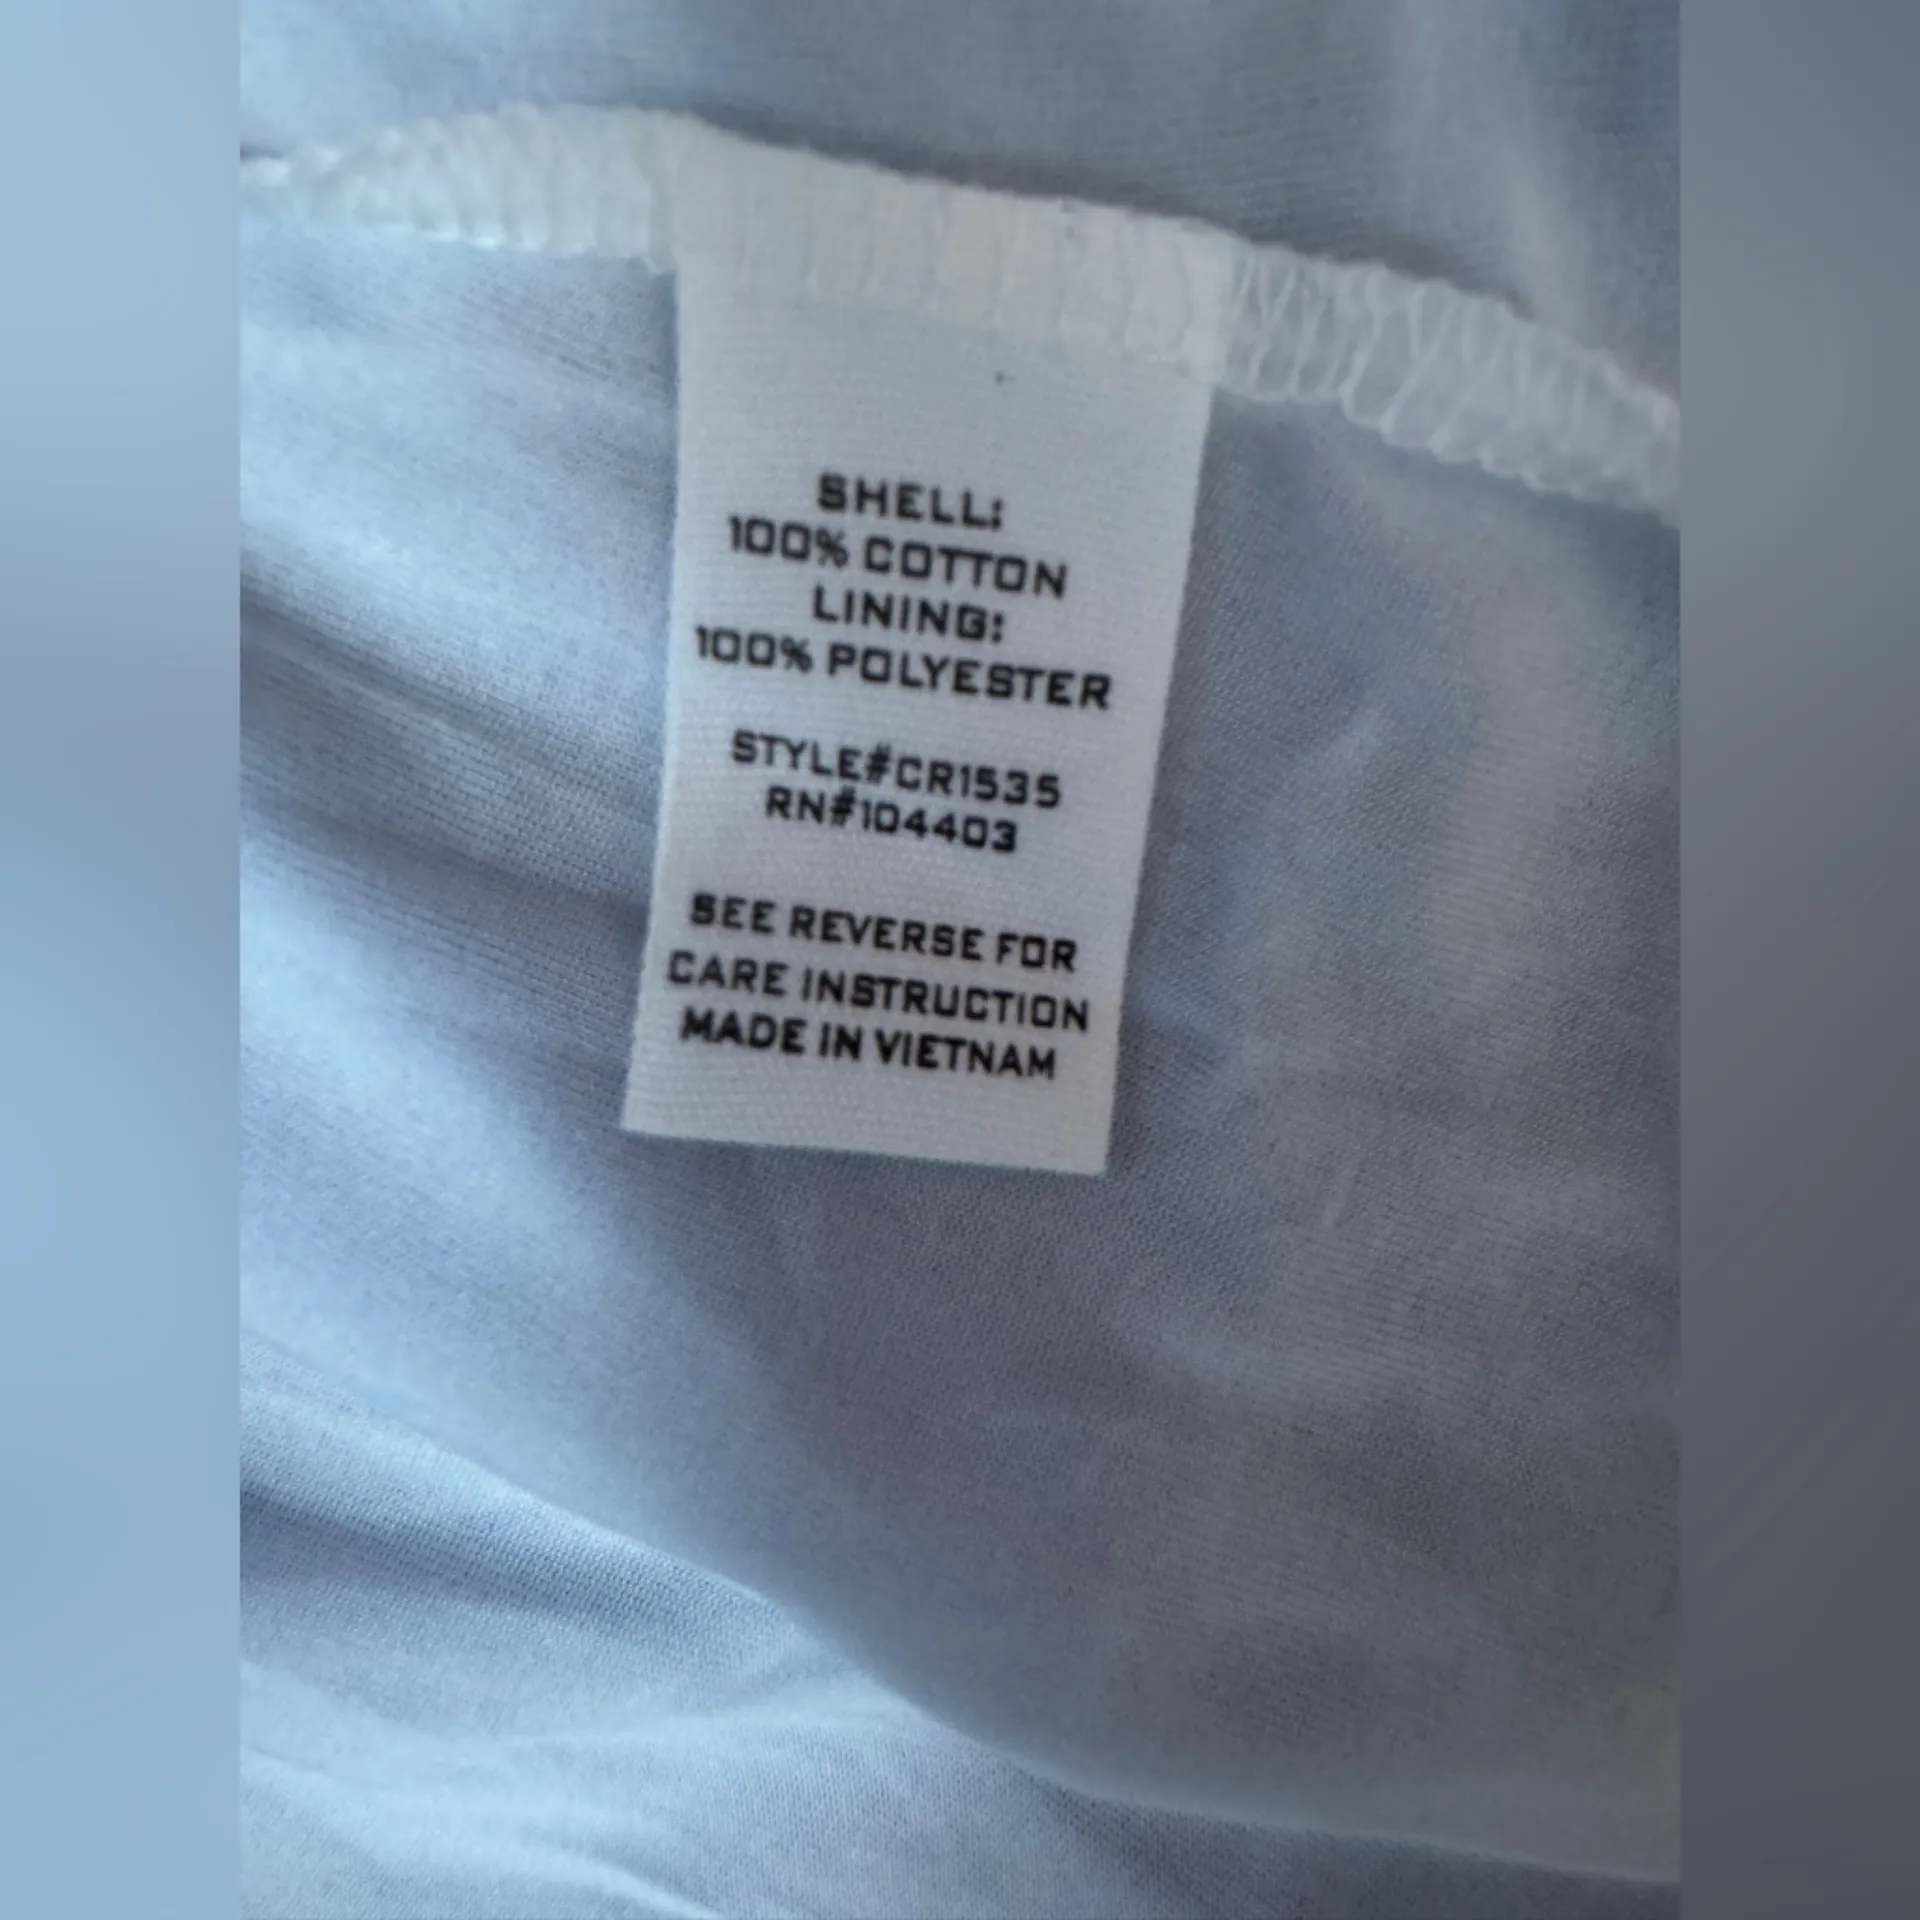 SHELL:
100% COTTON
LINING:
100% POLYESTER
STYLE#CR1535
RN#104403
SEE REVERSE FOR
CARE INSTRUCTION
MADE IN VIETNAM